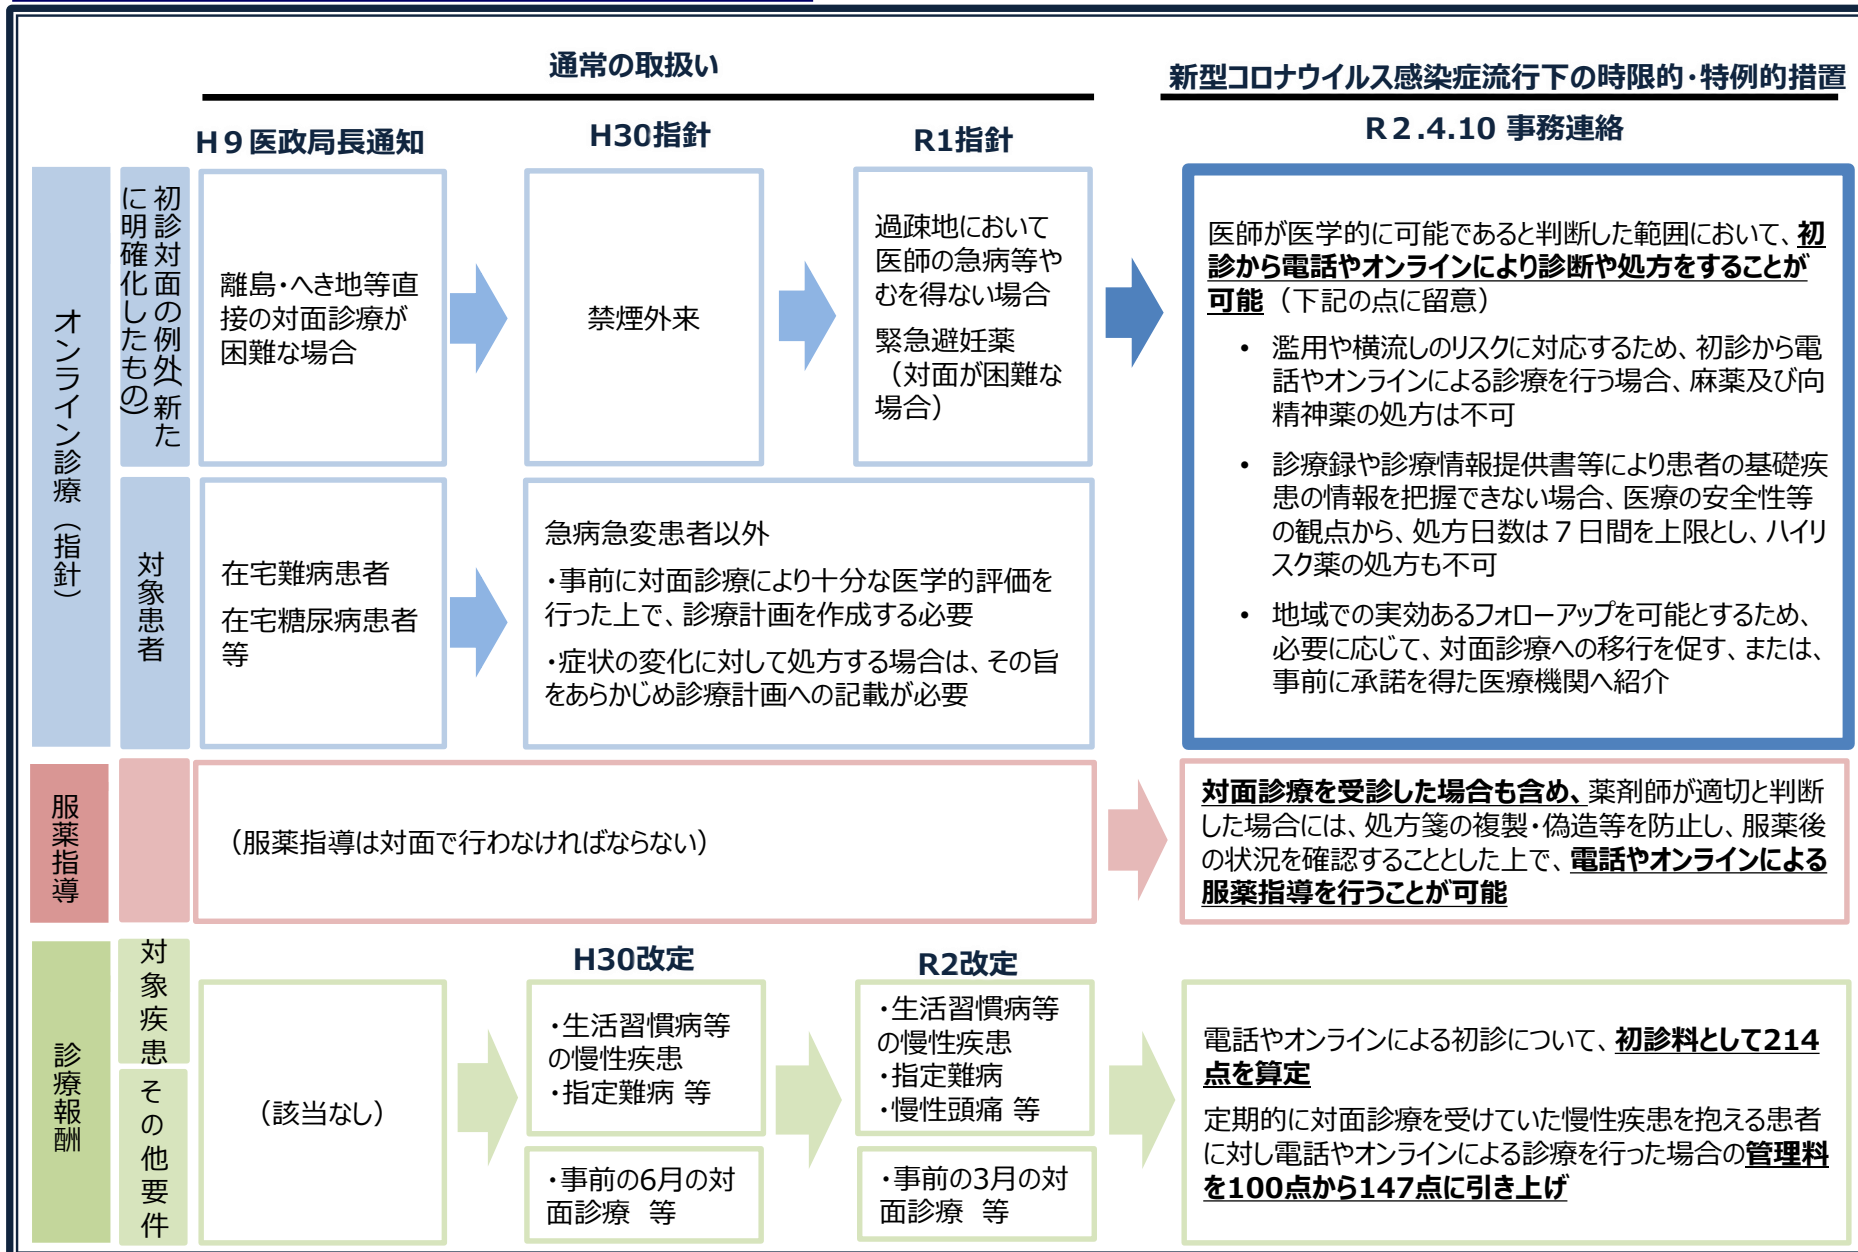 通常の取扱い
新型コロナウイルス感染症流行下の時限的・特例的措置
H9医政局長通知
H30指針
R1指針
R2.4.10 事務連絡
オンライン診療（指針）
初診対面の例外（新た
に明確化したもの）
離島・へき地等直
接の対面診療が
困難な場合
禁煙外来
過疎地において
医師の急病等や
むを得ない場合
緊急避妊薬
（対面が困難な
場合）
医師が医学的に可能であると判断した範囲において、初
診から電話やオンラインにより診断や処方をすることが
可能（下記の点に留意）
• 濫用や横流しのリスクに対応するため、初診から電
話やオンラインによる診療を行う場合、麻薬及び向
精神薬の処方は不可
• 診療録や診療情報提供書等により患者の基礎疾
患の情報を把握できない場合、医療の安全性等
の観点から、処方日数は７日間を上限とし、ハイリ
スク薬の処方も不可
• 地域での実効あるフォローアップを可能とするため、
必要に応じて、対面診療への移行を促す、または、
事前に承諾を得た医療機関へ紹介
対象患者
在宅難病患者
在宅糖尿病患者
等
急病急変患者以外
・事前に対面診療により十分な医学的評価を
行った上で、診療計画を作成する必要
・症状の変化に対して処方する場合は、その旨
をあらかじめ診療計画への記載が必要
服薬指導
（服薬指導は対面で行わなければならない）
対面診療を受診した場合も含め、薬剤師が適切と判断
した場合には、処方箋の複製・偽造等を防止し、服薬後
の状況を確認することとした上で、電話やオンラインによる
服薬指導を行うことが可能
診療報酬
対象疾患
その他要件
H30改定
R2改定
（該当なし）
・生活習慣病等
の慢性疾患
・指定難病 等
・生活習慣病等
の慢性疾患
・指定難病
・慢性頭痛 等
・事前の6月の対
面診療 等
・事前の3月の対
面診療 等
電話やオンラインによる初診について、初診料として214
点を算定
定期的に対面診療を受けていた慢性疾患を抱える患者
に対し電話やオンラインによる診療を行った場合の管理料
を100点から147点に引き上げ